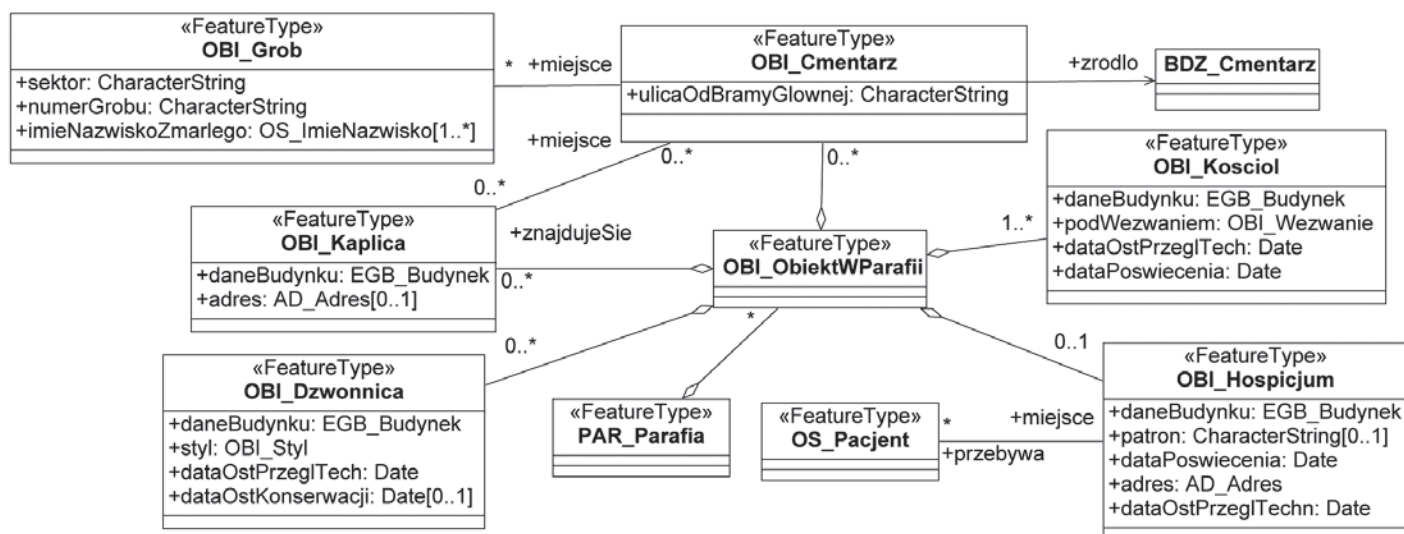 «FeatureType»
OBI_Grob
+sektor: CharacterString
+numerGrobu: CharacterString
+imieNazwiskoZmarlego: OS_ImieNazwisko[1..*]
* +miejsce
«FeatureType»
OBI_Cmentarz
+ulicaOdBramyGlownej: CharacterString
+zrodlo
BDZ_Cmentarz
+miejsce
0..*
0..*
0..*
«FeatureType»
OBI_Kaplica
+daneBudynku: EGB_Budynek
+adres: AD_Adres[0..1]
+znajdujeSie
0..*
«FeatureType»
OBI_ObiektWParafii
1..*
«FeatureType»
OBI_Kosciol
+daneBudynku: EGB_Budynek
+podWezwaniem: OBI_Wezwanie
+dataOstPrzeglTech: Date
+dataPoswiecenia: Date
0..*
*
0..1
«FeatureType»
OBI_Dzwonnica
+daneBudynku: EGB_Budynek
+styl: OBI_Styl
+dataOstPrzeglTech: Date
+dataOstKonserwacji: Date[0..1]
«FeatureType»
PAR_Parafia
«FeatureType»
OS_Pacjent
* +miejsce
+przebywa
«FeatureType»
OBI_Hospicjum
+daneBudynku: EGB_Budynek
+patron: CharacterString[0..1]
+dataPoswiecenia: Date
+adres: AD_Adres
+dataOstPrzeglTechn: Date